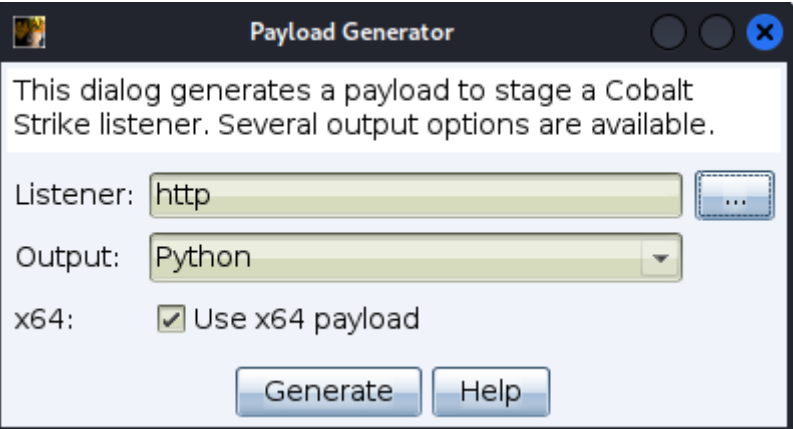 Payload Generator
This dialog generates a payload to stage a Cobalt
Strike listener. Several output options are available.
Listener: http ...
Output: Python
x64: Use x64 payload
Generate Help